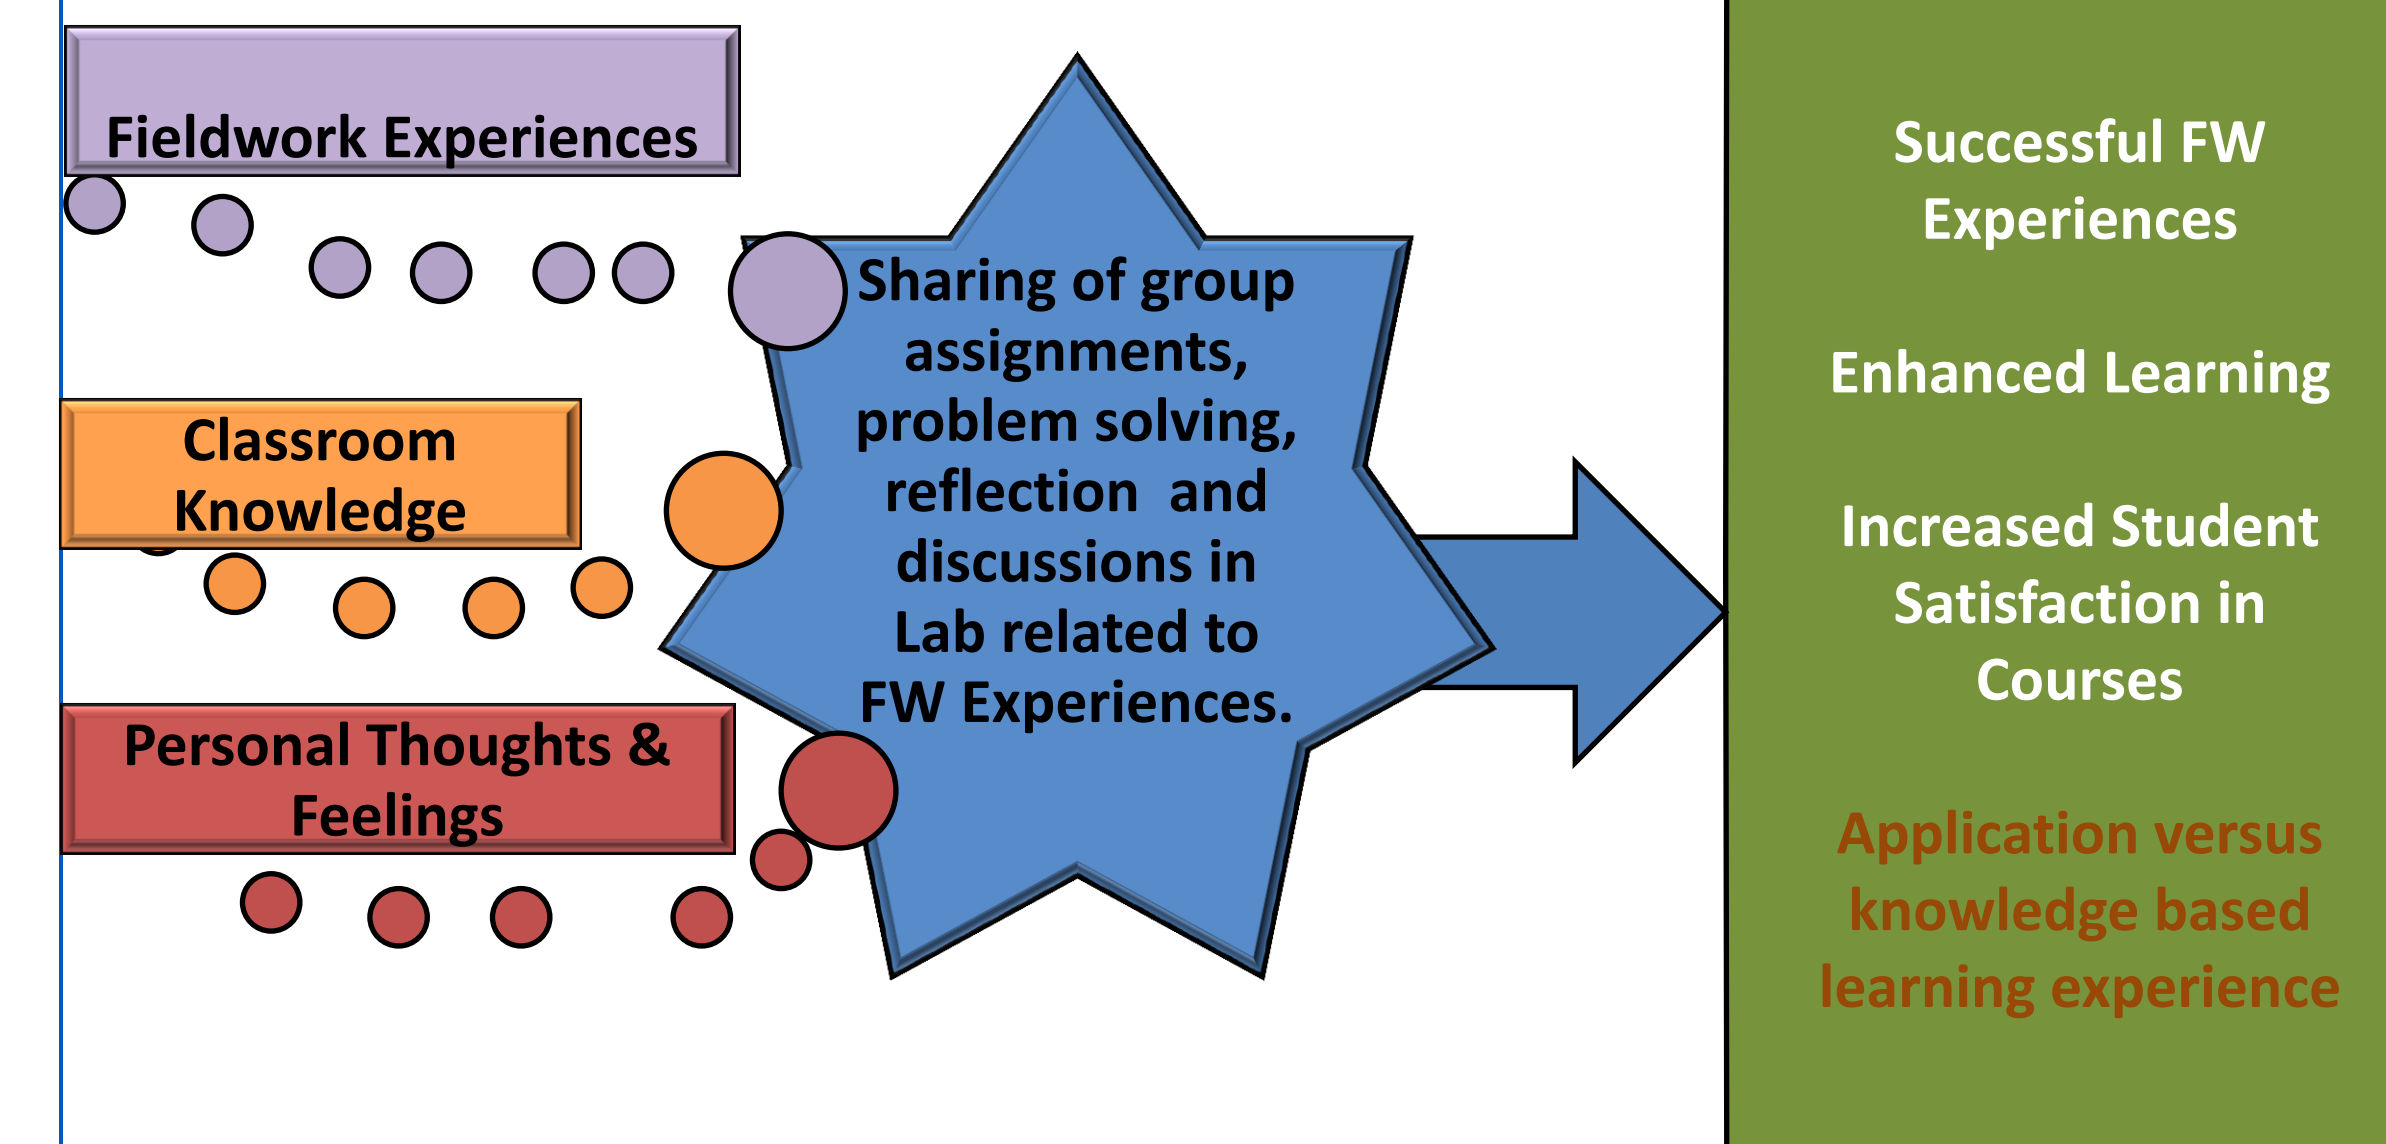 Fieldwork Experiences
Classroom
Knowledge
Personal Thoughts &
Feelings
Sharing of group
assignments,
problem solving,
reflection  and
discussions in
Lab related to
FW Experiences.
Successful FW
Experiences
Enhanced Learning
Increased Student
Satisfaction in
Courses
Application versus
knowledge based
learning experience